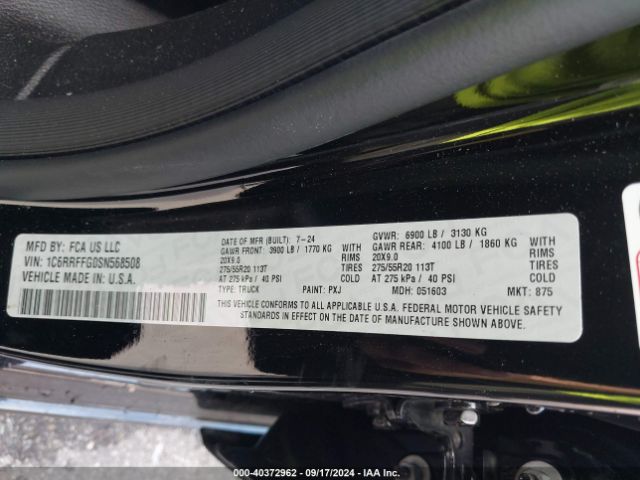 MFD BY: FCA US LLC
VIN: 1C6RRFFG0SN568508
VEHICLE MADE IN U.S.A.
DATE OF MFR (BUILT): 7-24
GAWR FRONT: 3900 LB / 1770 KG WITH
20X9.0 RIMS
275/55R20 113T TIRES
AT 275 kPa / 40 PSI COLD
TYPE: TRUCK PAINT: PXJ
GVWR: 6900 LB / 3130 KG
GAWR REAR: 4100 LB / 1860 KG WITH
20X9.0 RIMS
275/55R20 113T TIRES
AT 275 kPa / 40 PSI COLD
MDH: 051603 MKT: 875
THIS VEHICLE CONFORMS TO ALL APPLICABLE U.S.A. FEDERAL MOTOR VEHICLE SAFETY
STANDARDS IN EFFECT ON THE DATE OF MANUFACTURE SHOWN ABOVE.
000-40372962 - 09/17/2024 - IAA Inc.